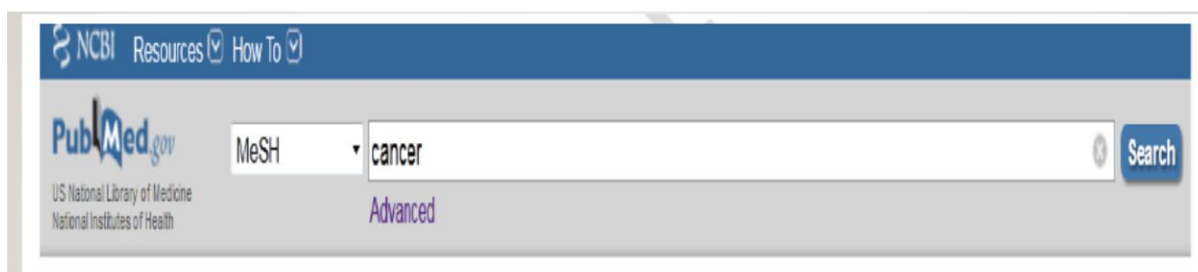 NCBI Resources How To
PubMed.gov
US National Library of Medicine
National Institutes of Health
MeSH cancer Search
Advanced